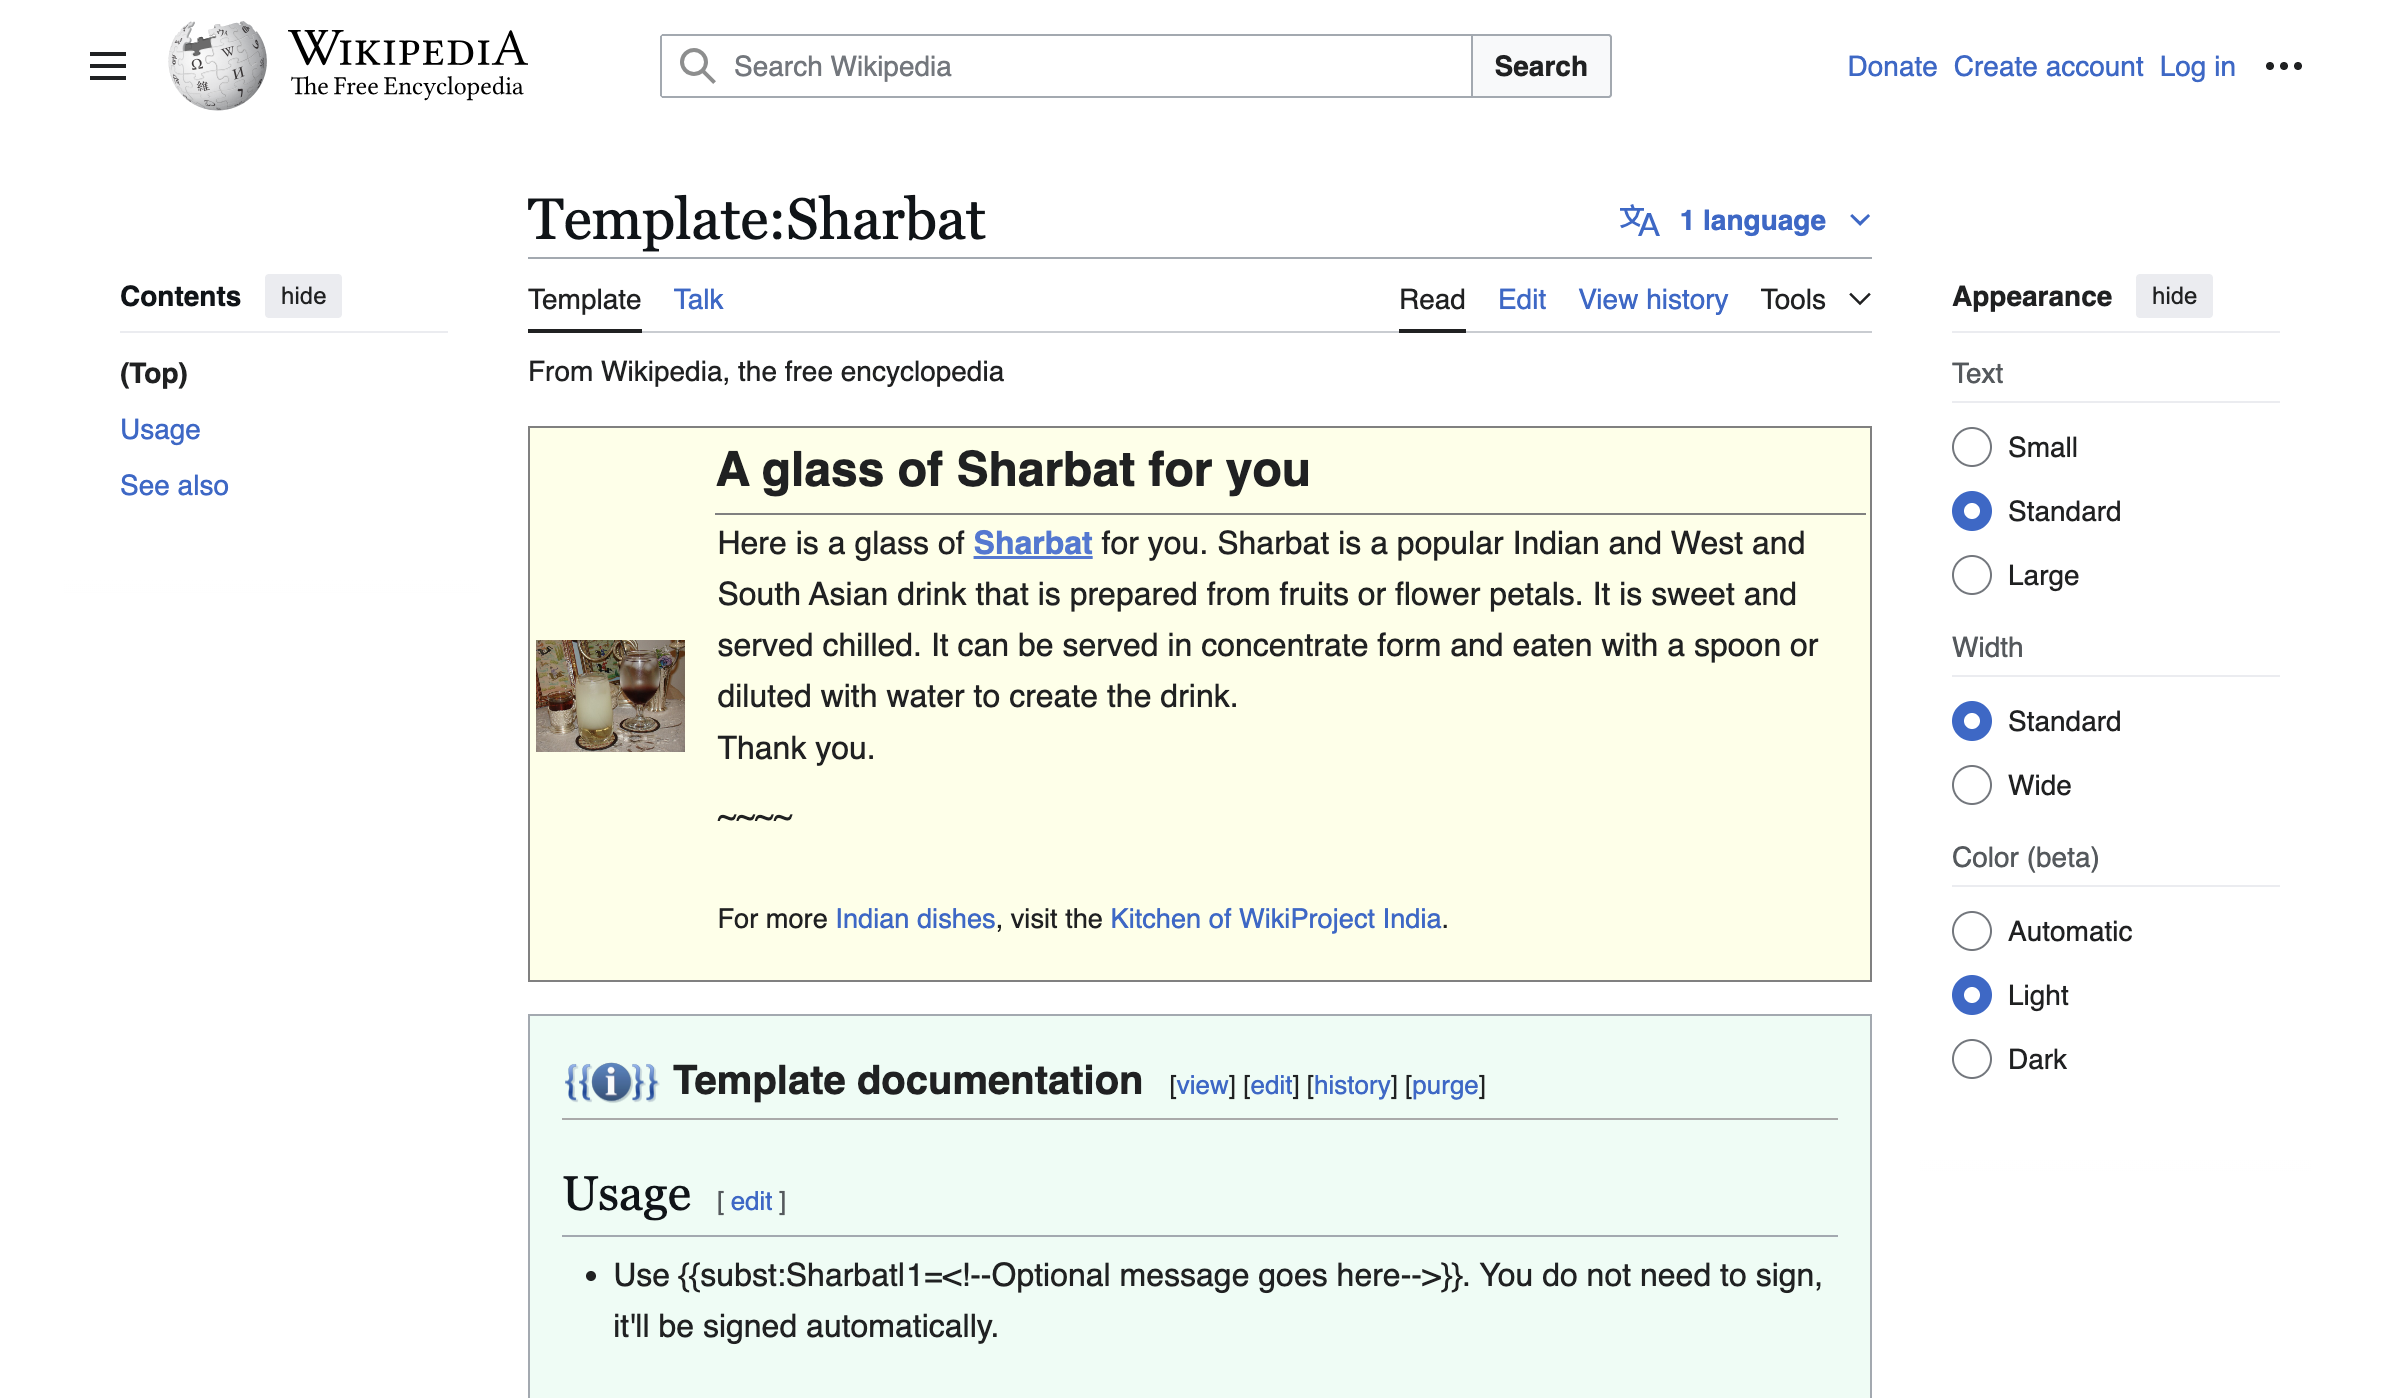 WIKIPEDIA
The Free Encyclopedia
Search Wikipedia
Search
Donate Create account Log in
Template:Sharbat
1 language
Contents hide
(Top)
Usage
See also
Template Talk
Read Edit View history Tools
From Wikipedia, the free encyclopedia
A glass of Sharbat for you
Here is a glass of Sharbat for you. Sharbat is a popular Indian and West and
South Asian drink that is prepared from fruits or flower petals. It is sweet and
served chilled. It can be served in concentrate form and eaten with a spoon or
diluted with water to create the drink.
Thank you.
~~~~
For more Indian dishes, visit the Kitchen of WikiProject India.
{{i}} Template documentation [view] [edit] [history] [purge]
Usage [ edit ]
• Use {{subst:Sharbat|1=<!--Optional message goes here-->}}. You do not need to sign,
it'll be signed automatically.
Appearance hide
Text
Small
Standard
Large
Width
Standard
Wide
Color (beta)
Automatic
Light
Dark